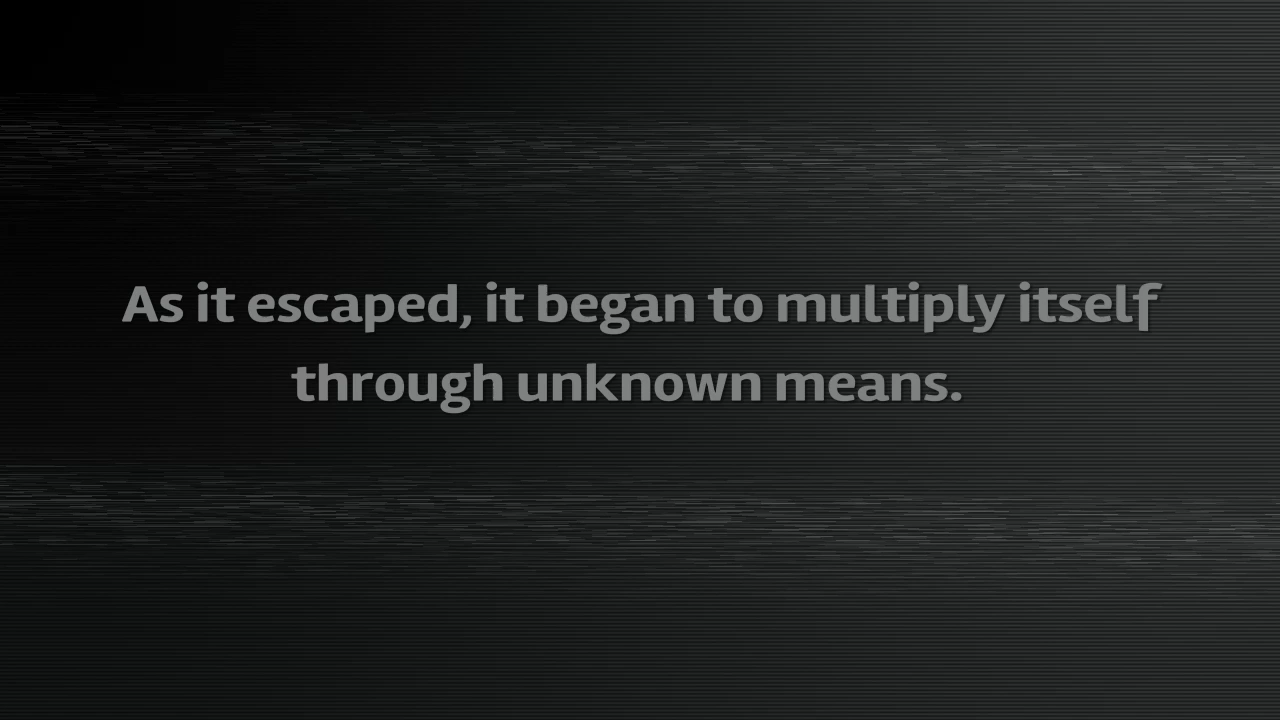 As it escaped, it began to multiply itself
through unknown means.